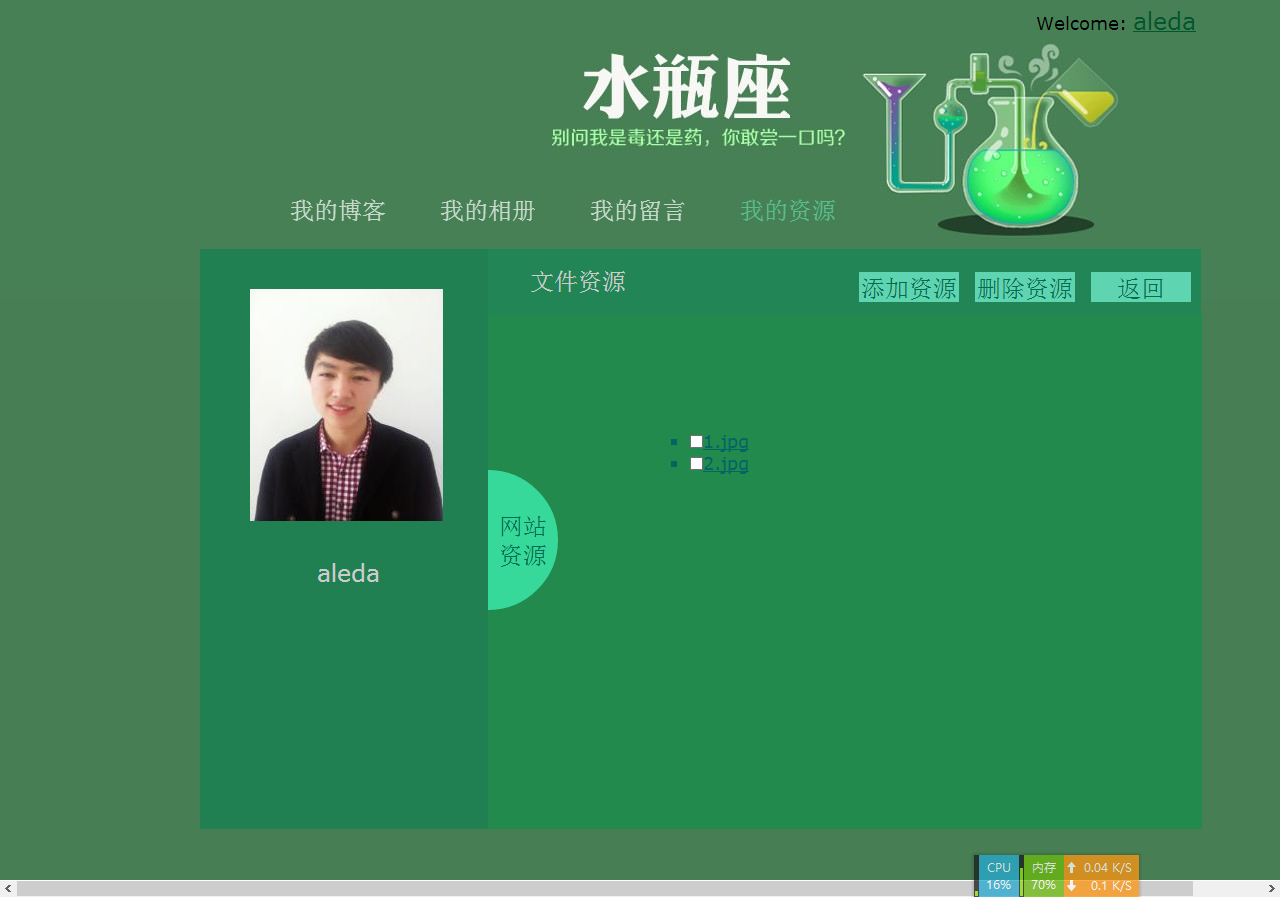 Welcome: aleda
水瓶座
别问我是毒还是药，你敢尝一口吗？
我的博客 我的相册 我的留言 我的资源
文件资源 添加资源 删除资源 返回
1.jpg
2.jpg
网站
资源
aleda
CPU 内存 0.04 K/S
16% 70% 0.1 K/S